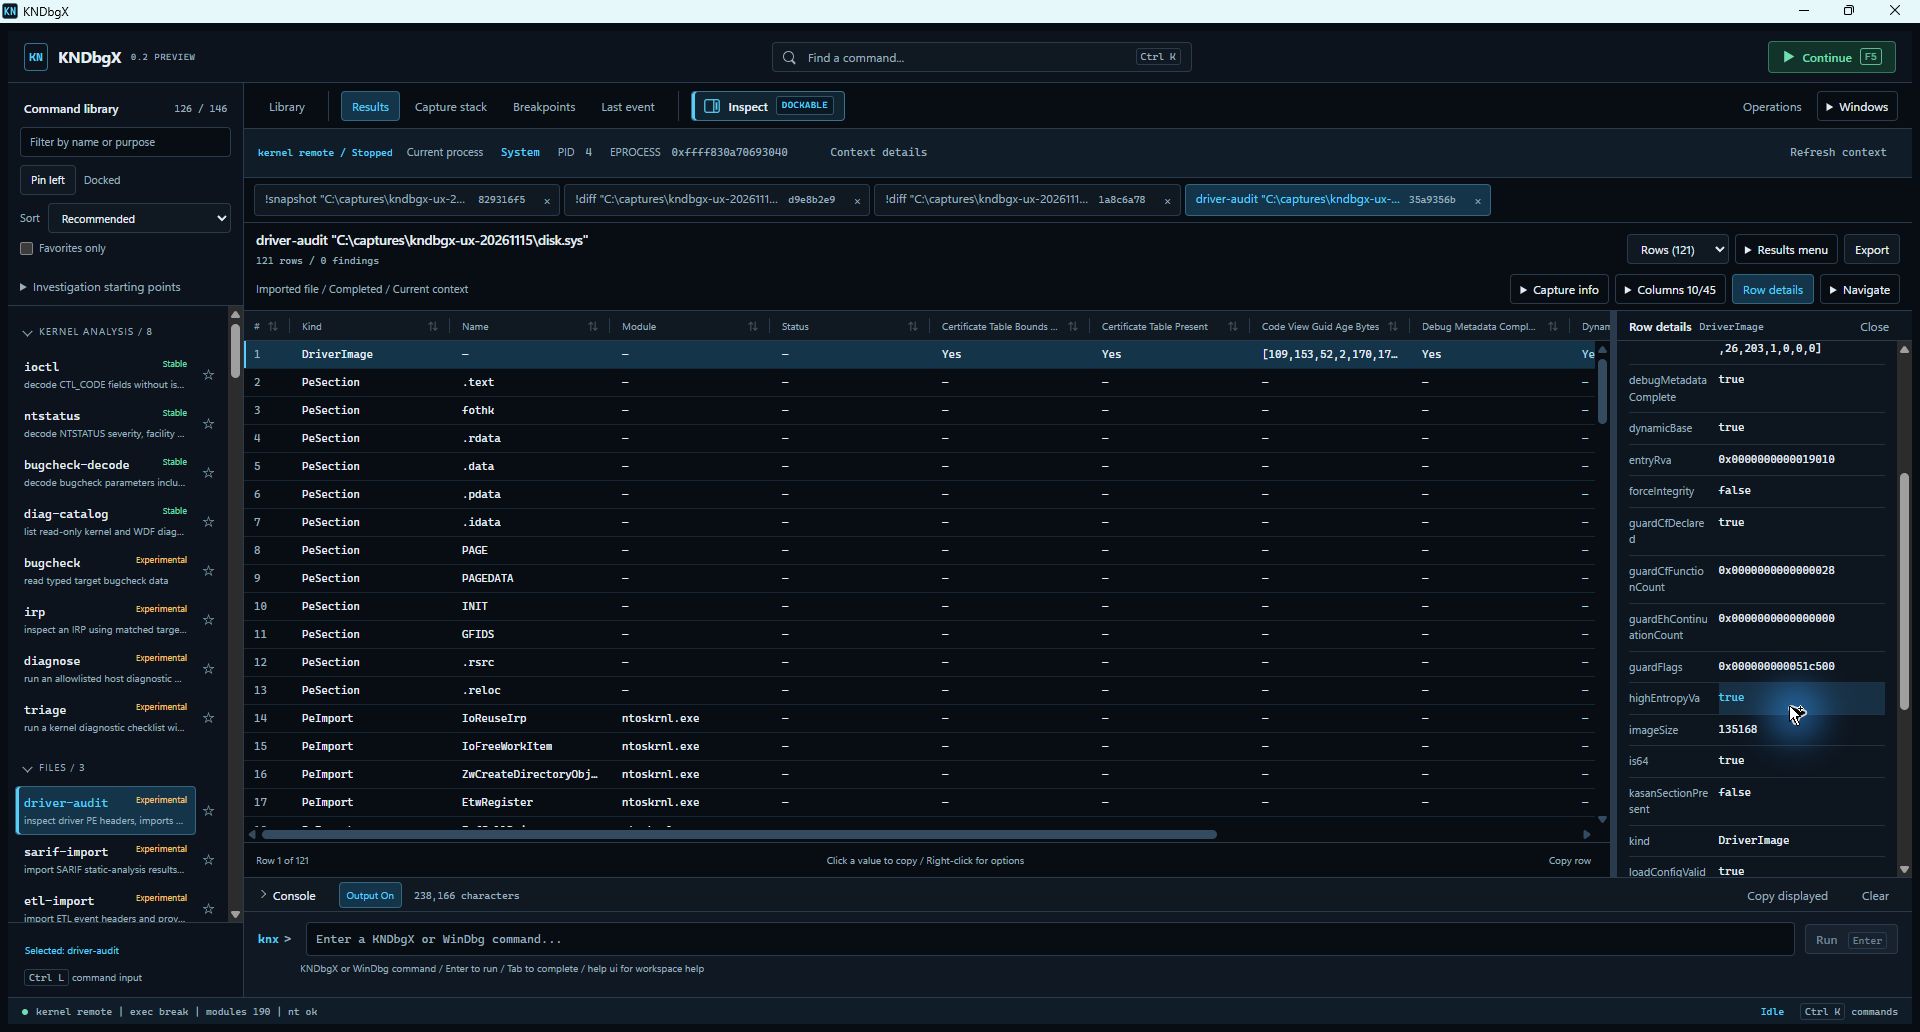 KN KNDbgX
KN KNDbgX 0.2 PREVIEW
Find a command... Ctrl K
Continue F5
Command library 126 / 146
Filter by name or purpose
Pin left Docked
Sort Recommended
Favorites only
Investigation starting points
KERNEL ANALYSIS / 8
ioctl Stable
decode CTL_CODE fields without is...
ntstatus Stable
decode NTSTATUS severity, facility ...
bugcheck-decode Stable
decode bugcheck parameters inclu...
diag-catalog Stable
list read-only kernel and WDF diag...
bugcheck Experimental
read typed target bugcheck data
irp Experimental
inspect an IRP using matched targe...
diagnose Experimental
run an allowlisted host diagnostic ...
triage Experimental
run a kernel diagnostic checklist wi...
FILES / 3
driver-audit Experimental
inspect driver PE headers, imports ...
sarif-import Experimental
import SARIF static-analysis results...
etl-import Experimental
import ETL event headers and prov...
Selected: driver-audit
Ctrl L command input
Library Results Capture stack Breakpoints Last event Inspect DOCKABLE Operations Windows
kernel remote / Stopped Current process System PID 4 EPROCESS 0xffff830a70693040 Context details Refresh context
!snapshot "C:\captures\kndbgx-ux-2... 829316f5 × !diff "C:\captures\kndbgx-ux-2026111... d9e8b2e9 × !diff "C:\captures\kndbgx-ux-2026111... 1a8c6a78 × driver-audit "C:\captures\kndbgx-ux-... 35a9356b ×
driver-audit "C:\captures\kndbgx-ux-20261115\disk.sys"
121 rows / 0 findings
Rows (121) Results menu Export
Imported file / Completed / Current context
Capture info Columns 10/45 Row details Navigate
# Kind Name Module Status Certificate Table Bounds ... Certificate Table Present Code View Guid Age Bytes Debug Metadata Compl... Dynam
1 DriverImage – – – Yes Yes [109,153,52,2,170,17... Yes Ye
2 PeSection .text – – – – – – –
3 PeSection fothk – – – – – – –
4 PeSection .rdata – – – – – – –
5 PeSection .data – – – – – – –
6 PeSection .pdata – – – – – – –
7 PeSection .idata – – – – – – –
8 PeSection PAGE – – – – – – –
9 PeSection PAGEDATA – – – – – – –
10 PeSection INIT – – – – – – –
11 PeSection GFIDS – – – – – – –
12 PeSection .rsrc – – – – – – –
13 PeSection .reloc – – – – – – –
14 PeImport IoReuseIrp ntoskrnl.exe – – – – – –
15 PeImport IoFreeWorkItem ntoskrnl.exe – – – – – –
16 PeImport ZwCreateDirectoryObj... ntoskrnl.exe – – – – – –
17 PeImport EtwRegister ntoskrnl.exe – – – – – –
Row 1 of 121 Click a value to copy / Right-click for options Copy row
Row details DriverImage Close
,26,203,1,0,0,0]
debugMetadata true
Complete
dynamicBase true
entryRva 0x0000000000019010
forceIntegrity false
guardCfDeclare true
d
guardCfFunctio 0x0000000000000028
nCount
guardEhContinu 0x0000000000000000
ationCount
guardFlags 0x000000000051c500
highEntropyVa true
imageSize 135168
is64 true
kasanSectionPre false
sent
kind DriverImage
loadConfigValid true
Console Output On 238,166 characters Copy displayed Clear
knx > Enter a KNDbgX or WinDbg command... Run Enter
KNDbgX or WinDbg command / Enter to run / Tab to complete / help ui for workspace help
kernel remote | exec break | modules 190 | nt ok Idle Ctrl K commands